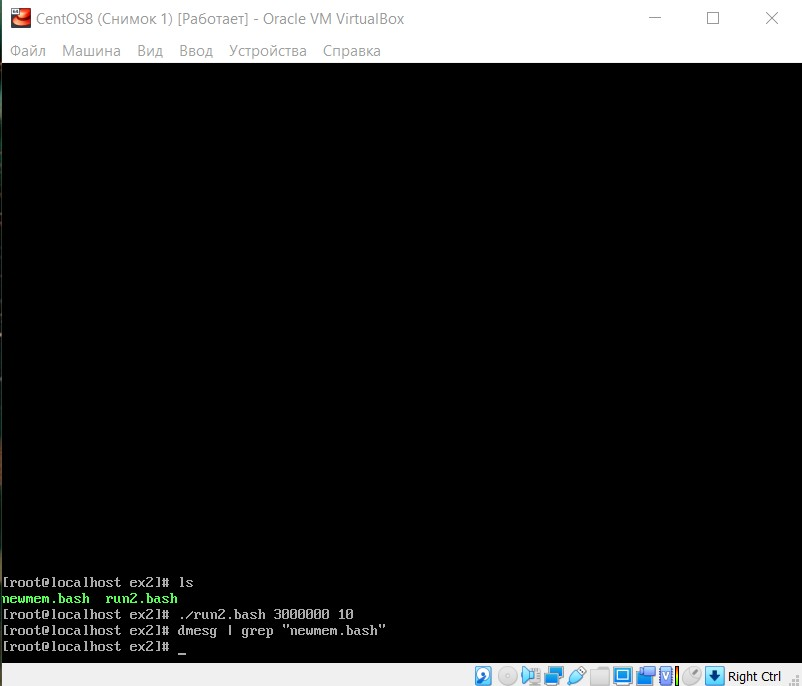 CentOS8 (Снимок 1) [Работает] - Oracle VM VirtualBox
Файл Машина Вид Ввод Устройства Справка
[root@localhost ex2]# ls
newmem.bash run2.bash
[root@localhost ex2]# ./run2.bash 3000000 10
[root@localhost ex2]# dmesg | grep "newmem.bash"
[root@localhost ex2]# _
Right Ctrl